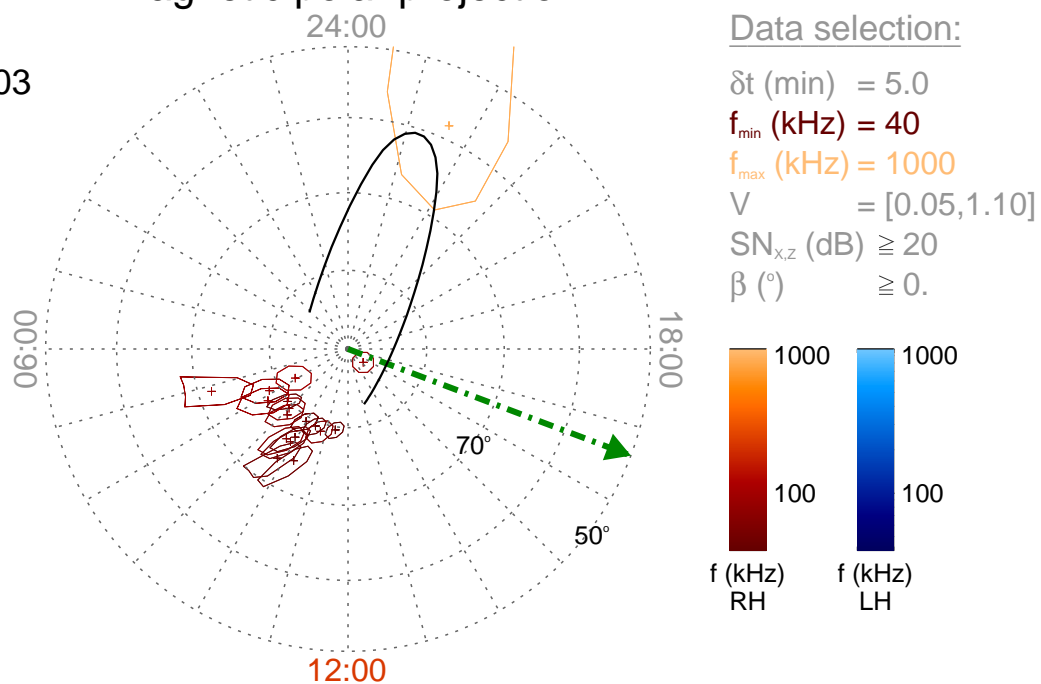 24:00
03
06:00
18:00
12:00
70°
50°
Data selection:
δt (min) = 5.0
fmin (kHz) = 40
fmax (kHz) = 1000
V = [0.05,1.10]
SNx,z (dB) ≧ 20
β (°) ≧ 0.
1000
100
f (kHz)
RH
1000
100
f (kHz)
LH